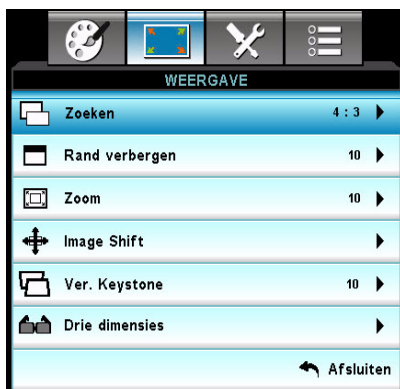 WEERGAVE
Zoeken 4 : 3
Rand verbergen 10
Zoom 10
Image Shift
Ver. Keystone 10
Drie dimensies
Afsluiten